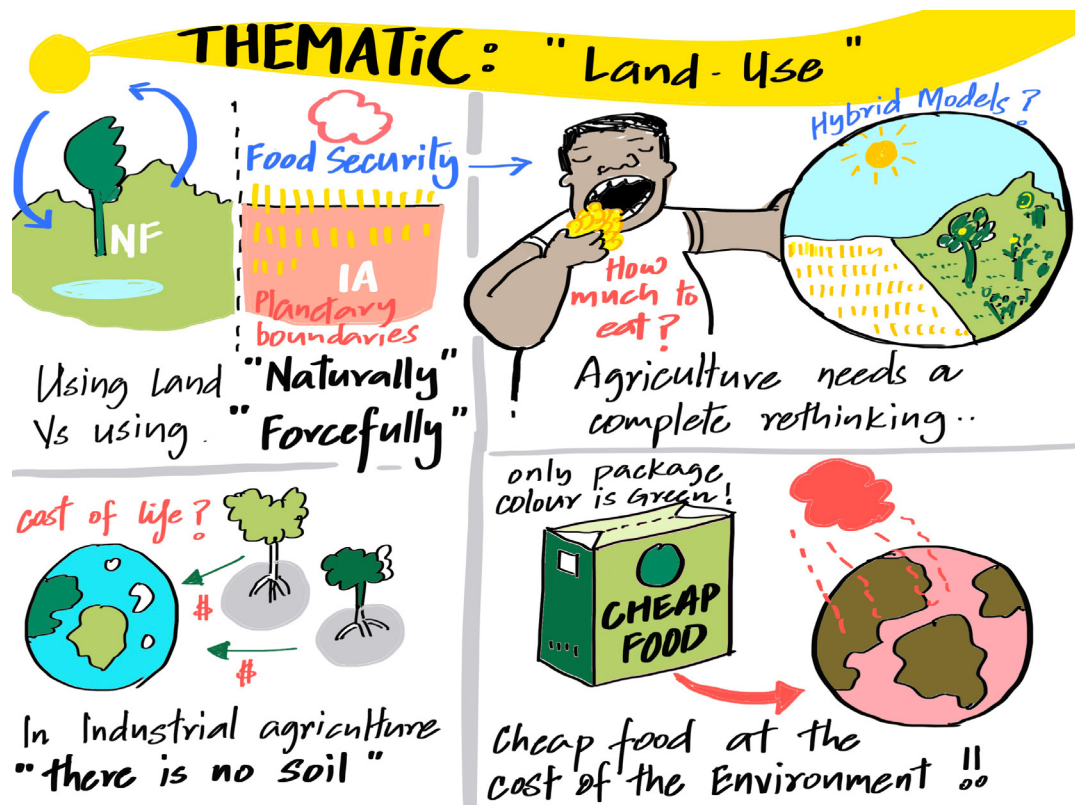 THEMATIC: "Land-Use"
NF
Food Security
IA
Planetary
boundaries
Using Land "Naturally"
Vs using. "Forcefully"
How
much to
eat?
Hybrid Models?
Agriculture needs a
complete rethinking..
cost of life?
$
$
In Industrial agriculture
"there is no soil"
only package
colour is Green!
CHEAP
FOOD
Cheap food at the
cost of the Environment!!